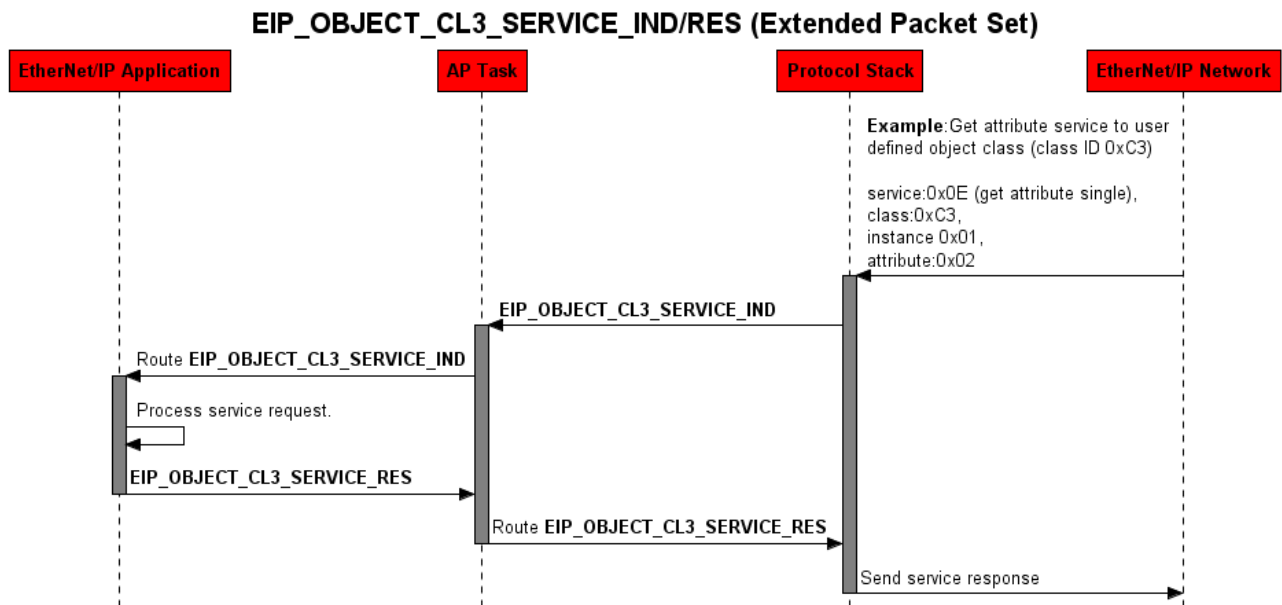 EIP_OBJECT_CL3_SERVICE_IND/RES (Extended Packet Set)
EtherNet/IP Application
AP Task
Protocol Stack
EtherNet/IP Network
Example:Get attribute service to user
defined object class (class ID 0xC3)
service:0x0E (get attribute single),
class:0xC3,
instance 0x01,
attribute:0x02
EIP_OBJECT_CL3_SERVICE_IND
Route EIP_OBJECT_CL3_SERVICE_IND
Process service request.
EIP_OBJECT_CL3_SERVICE_RES
Route EIP_OBJECT_CL3_SERVICE_RES
Send service response